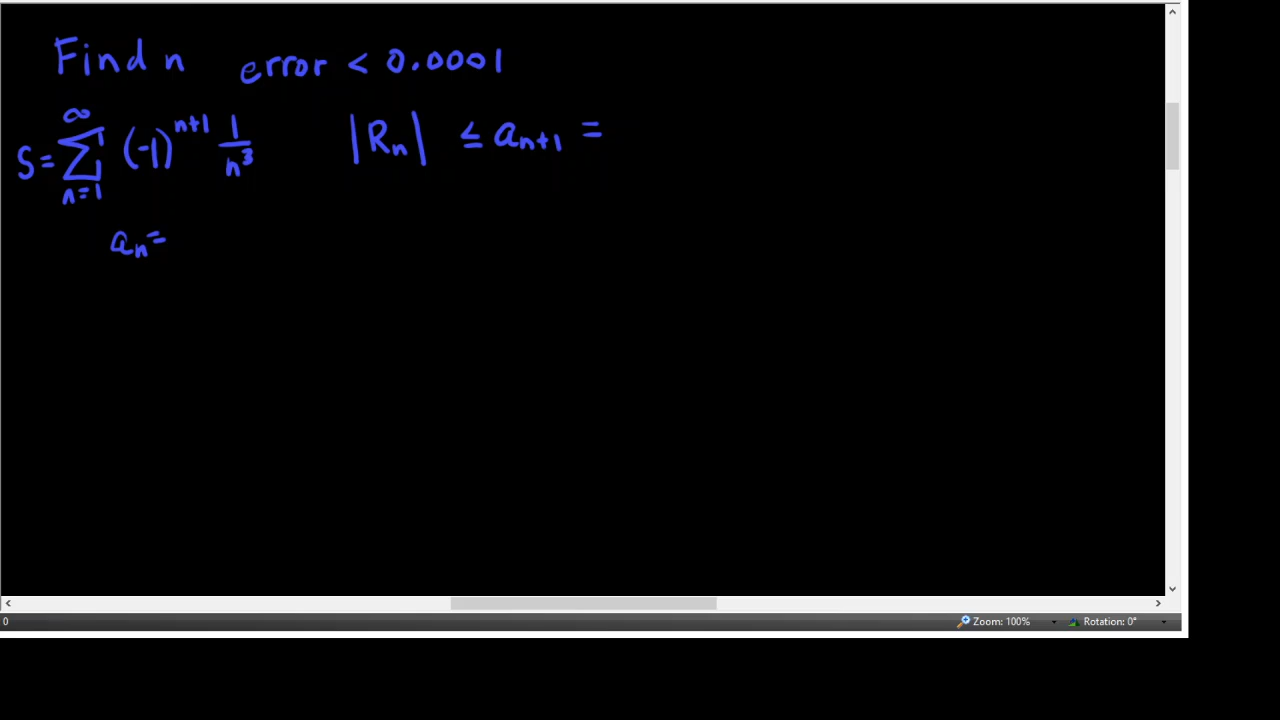 Find n error < 0.0001
S = ∑_{n=1}^{∞} (-1)^{n+1} 1/n³ |Rₙ| ≤ aₙ₊₁ =
aₙ =
0 Zoom: 100% Rotation: 0°